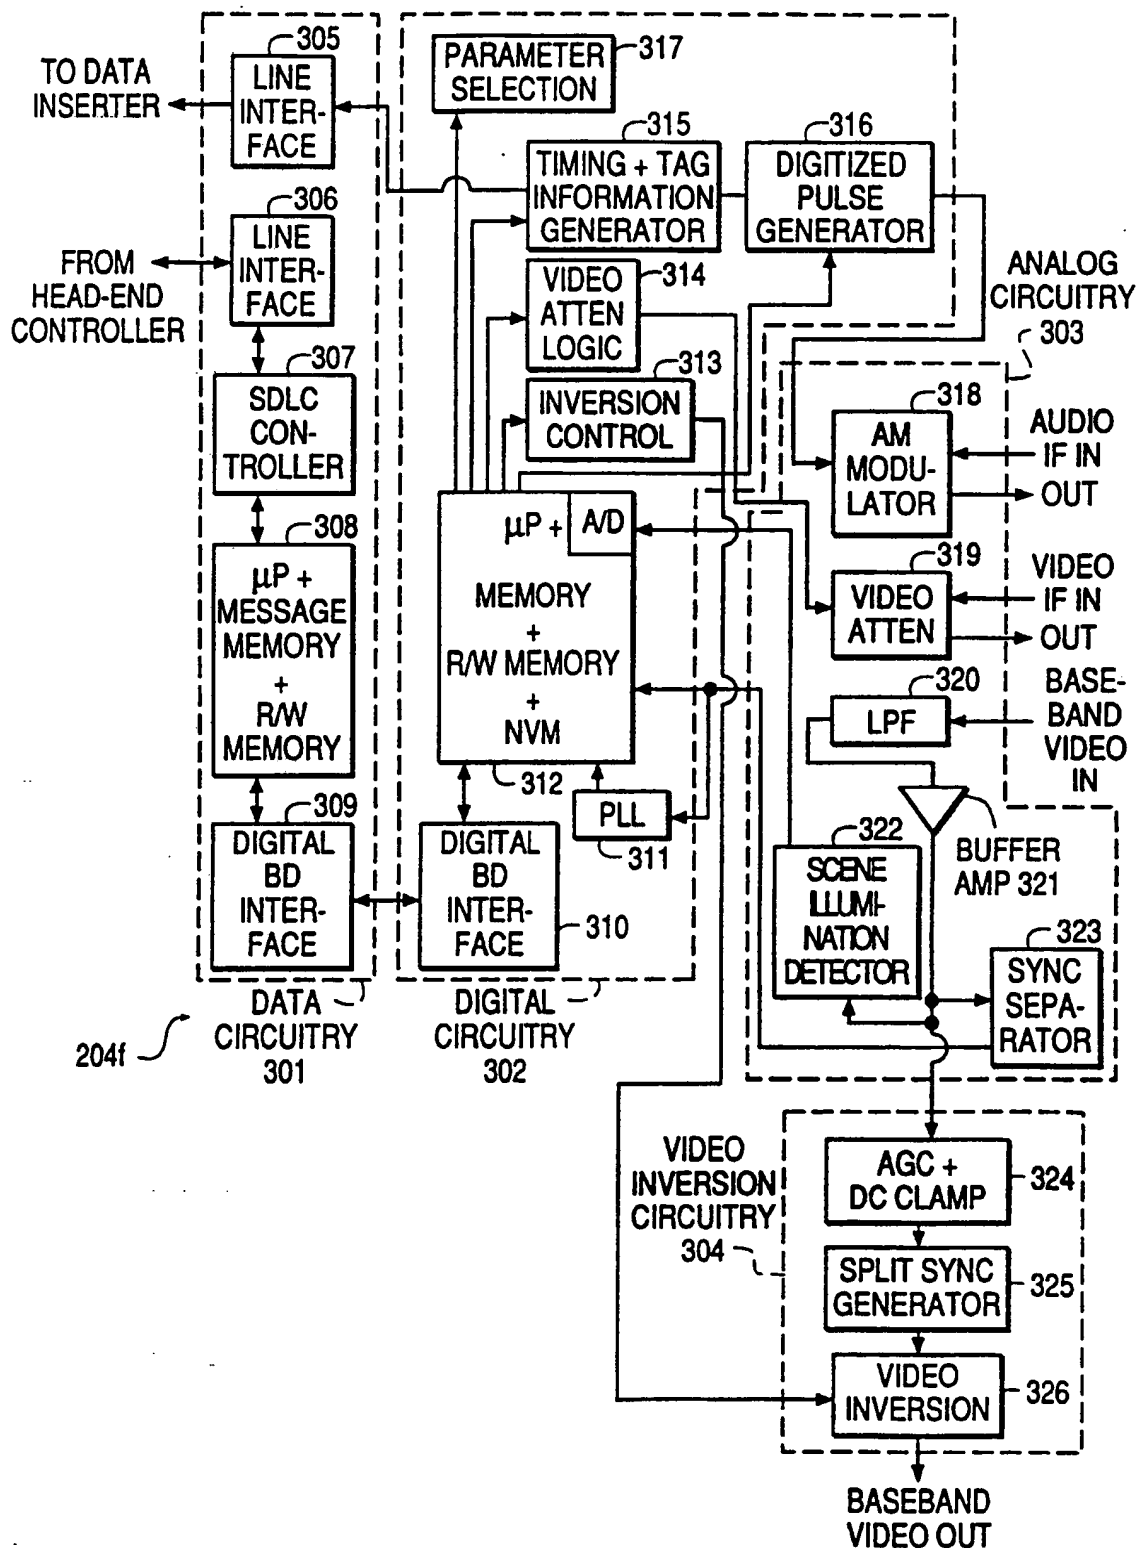 305
TO DATA
INSERTER
LINE
INTER-
FACE
306
FROM
HEAD-END
CONTROLLER
LINE
INTER-
FACE
307
SDLC
CON-
TROLLER
308
μP +
MESSAGE
MEMORY
+
R/W
MEMORY
309
DIGITAL
BD
INTER-
FACE
DATA
CIRCUITRY
301
204f
PARAMETER
SELECTION
317
315
TIMING + TAG
INFORMATION
GENERATOR
316
DIGITIZED
PULSE
GENERATOR
VIDEO
ATTEN
LOGIC
314
313
INVERSION
CONTROL
μP +
A/D
MEMORY
+
R/W MEMORY
+
NVM
312
PLL
311
DIGITAL
BD
INTER-
FACE
310
DIGITAL
CIRCUITRY
302
ANALOG
CIRCUITRY
303
318
AM
MODU-
LATOR
AUDIO
IF IN
OUT
319
VIDEO
ATTEN
VIDEO
IF IN
OUT
320
LPF
BASE-
BAND
VIDEO
IN
BUFFER
AMP 321
322
SCENE
ILLUMI-
NATION
DETECTOR
323
SYNC
SEPA-
RATOR
VIDEO
INVERSION
CIRCUITRY
304
AGC +
DC CLAMP
324
SPLIT SYNC
GENERATOR
325
VIDEO
INVERSION
326
BASEBAND
VIDEO OUT